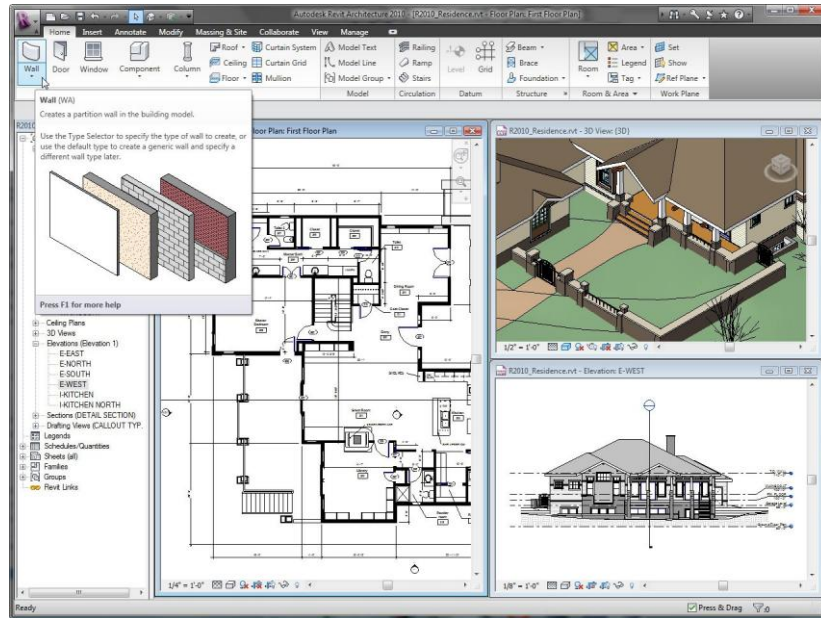 Autodesk Revit Architecture 2010 - [R2010_Residence.rvt - Floor Plan: First Floor Plan]
Home Insert Annotate Modify Massing & Site Collaborate View Manage
Wall Door Window Component Column
Roof Curtain System Model Text Railing Beam Area Set
Ceiling Curtain Grid Model Line Ramp Level Grid Brace Room Legend Show
Floor Mullion Model Group Stairs Foundation Tag Ref Plane
Model Circulation Datum Structure Room & Area Work Plane
Wall (WA)
Creates a partition wall in the building model.
Use the Type Selector to specify the type of wall to create, or
use the default type to create a generic wall and specify a
different wall type later.
Press F1 for more help
oor Plan: First Floor Plan
R2010_Residence.rvt - 3D View: {3D}
1/2" = 1'-0"
R2010_Residence.rvt - Elevation: E-WEST
Ceiling Plans
3D Views
Elevations (Elevation 1)
E-EAST
E-NORTH
E-SOUTH
E-WEST
I-KITCHEN
I-KITCHEN NORTH
Sections (DETAIL SECTION)
Drafting Views (CALLOUT TYP.
Legends
Schedules/Quantities
Sheets (all)
Families
Groups
Revit Links
Dining Room
Library
1/4" = 1'-0"
1/8" = 1'-0"
Ready
Press & Drag
:0